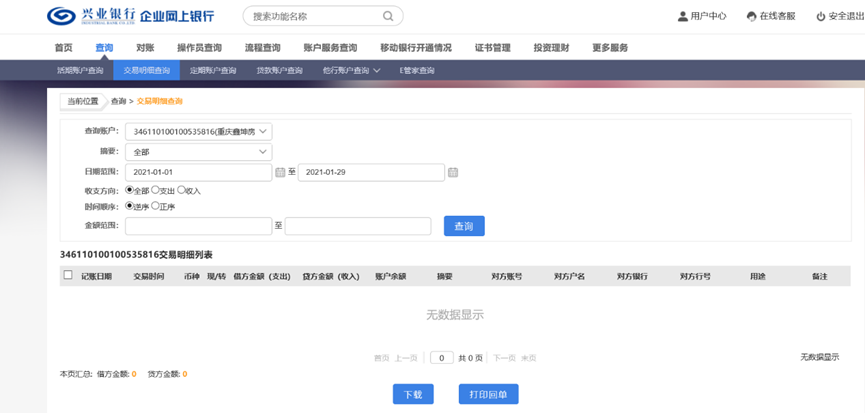 兴业银行 企业网上银行 搜索功能名称 用户中心 在线客服 安全退出
INDUSTRIAL BANK CO.,LTD.
首页 查询 对账 操作员查询 流程查询 账户服务查询 移动银行开通情况 证书管理 投资理财 更多服务
活期账户查询 交易明细查询 定期账户查询 贷款账户查询 他行账户查询 E管家查询
当前位置 查询 > 交易明细查询
查询账户: 346110100100535816(重庆鑫坤房
摘要: 全部
日期范围: 2021-01-01 至 2021-01-29
收支方向: 全部 支出 收入
时间顺序: 逆序 正序
金额范围: 至 查询
346110100100535816交易明细列表
记账日期 交易时间 币种 现/转 借方金额 (支出) 贷方金额 (收入) 账户余额 摘要 对方账号 对方户名 对方银行 对方行号 用途 备注
无数据显示
首页 上一页 0 共 0 页 下一页 末页 无数据显示
本页汇总: 借方金额: 0 贷方金额: 0
下载 打印回单